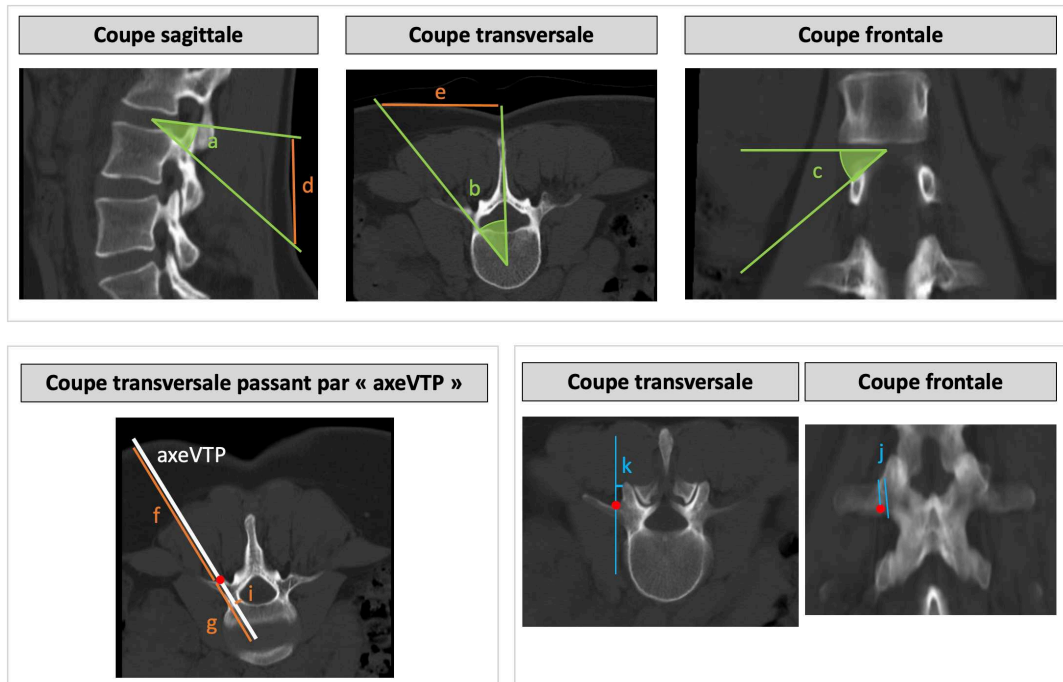 Coupe sagittale
Coupe transversale
Coupe frontale
a
d
e
b
c
Coupe transversale passant par « axeVTP »
axeVTP
f
i
g
Coupe transversale
Coupe frontale
k
j